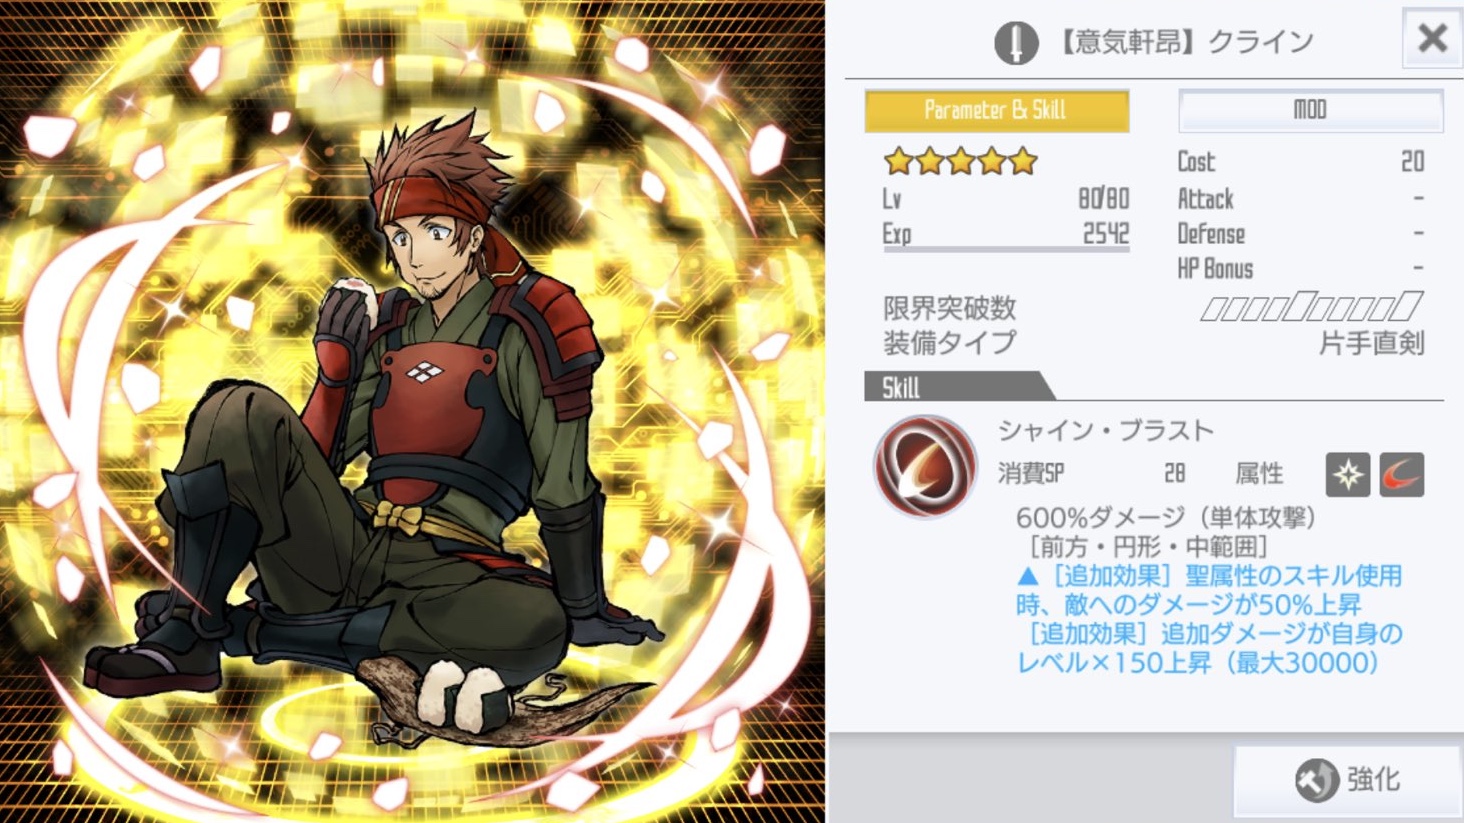 【意気軒昂】クライン
Parameter & Skill
MOD
Lv 80/80
Exp 2542
Cost 20
Attack -
Defense -
HP Bonus -
限界突破数
装備タイプ 片手直剣
Skill
シャイン・ブラスト
消費SP 28 属性
600%ダメージ（単体攻撃）
［前方・円形・中範囲］
▲［追加効果］聖属性のスキル使用
時、敵へのダメージが50%上昇
［追加効果］追加ダメージが自身の
レベル×150上昇（最大30000）
強化